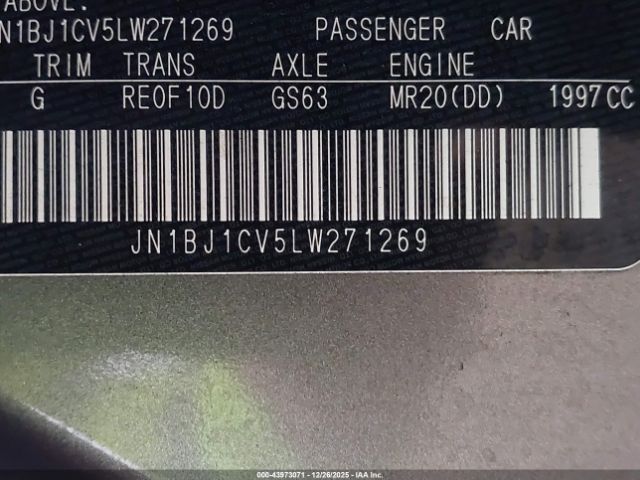 ABOVE.
N1BJ1CV5LW271269 PASSENGER CAR
TRIM TRANS AXLE ENGINE
G RE0F10D GS63 MR20(DD) 1997CC
JN1BJ1CV5LW271269
000-43973071 | 12/26/2025 - IAA Inc.